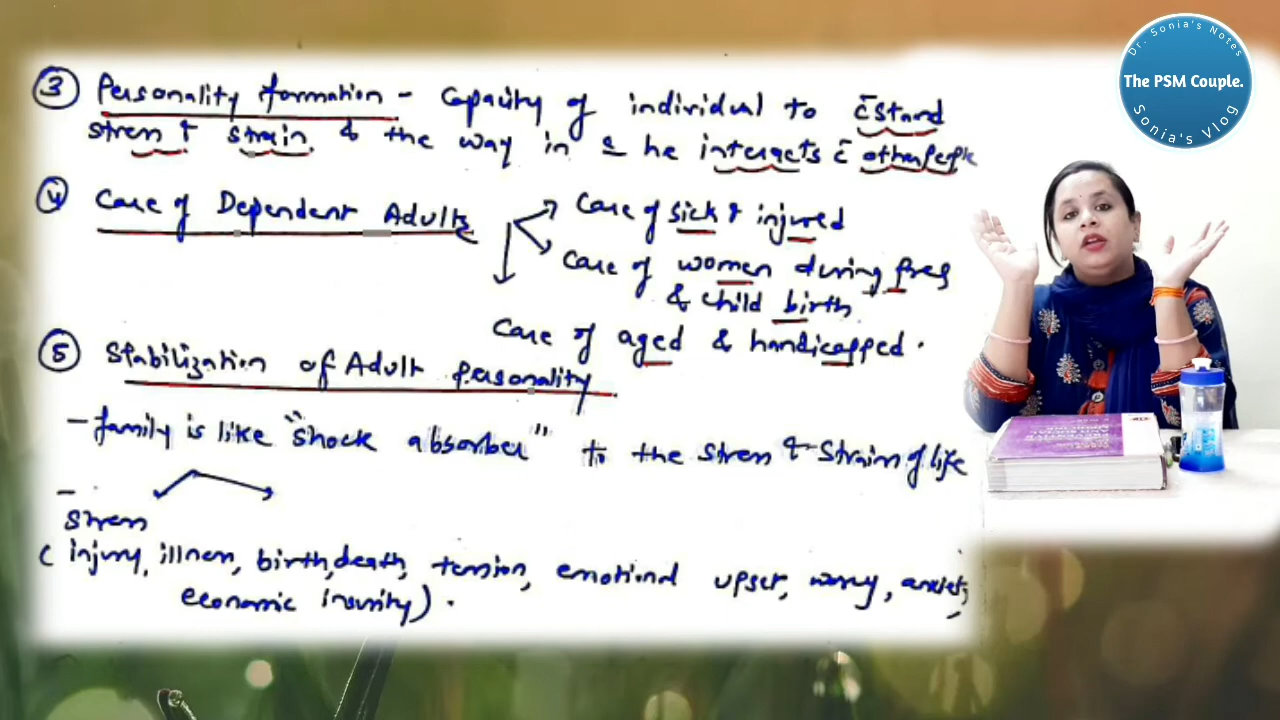 ③ Personality formation - Capacity of individual to c̄stand
stress & strain & the way in c̄ he interacts c̄ other people
④ Care of Dependent Adults
Care of sick & injured
Care of women during preg
& child birth
Care of aged & handicapped.
⑤ Stabilization of Adult personality
- family is like "shock absorber" to the stress & strain of life
-
stress
( injury, illness, birth, death, tension, emotional upset, worry, anxiety,
economic insecurity).
Dr. Sonia's Notes
The PSM Couple.
Sonia's Vlog